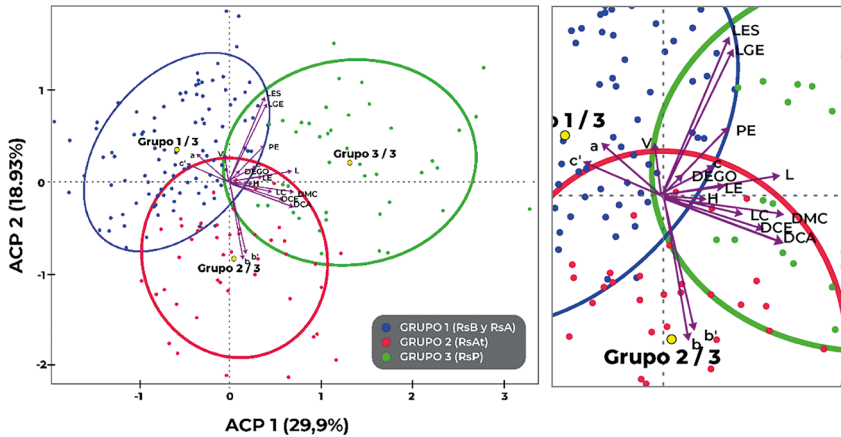 ACP 2 (18.93%)
1
0
-1
-2
-1
0
1
2
3
ACP 1 (29,9%)
LES
LGE
Grupo 1 / 3
PE
V
a
c'
Grupo 3 / 3
c
L
DEGO
LE
H
LC
DMC
DCE
DCA
Grupo 2 / 3
b
b'
GRUPO 1 (RsB y RsA)
GRUPO 2 (RsAt)
GRUPO 3 (RsP)
LES
LGE
o 1 / 3
PE
V
a
c'
c
L
DEGO
LE
H
LC
DMC
DCE
DCA
b'
b
Grupo 2 / 3